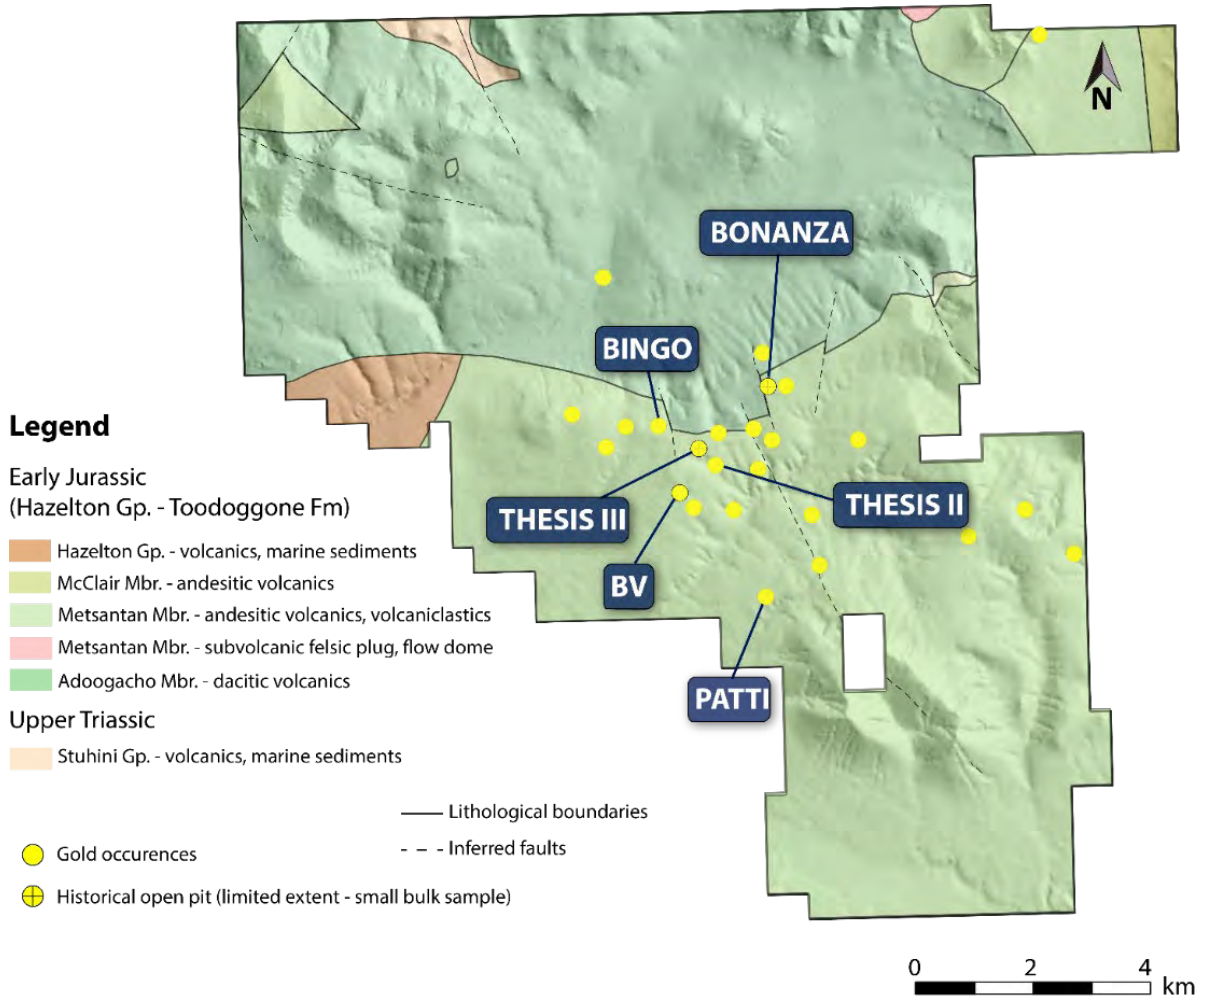 N
BONANZA
BINGO
THESIS III
THESIS II
BV
PATTI
Legend
Early Jurassic
(Hazelton Gp. - Toodoggone Fm)
Hazelton Gp. - volcanics, marine sediments
McClair Mbr. - andesitic volcanics
Metsantan Mbr. - andesitic volcanics, volcaniclastics
Metsantan Mbr. - subvolcanic felsic plug, flow dome
Adoogacho Mbr. - dacitic volcanics
Upper Triassic
Stuhini Gp. - volcanics, marine sediments
Lithological boundaries
Inferred faults
Gold occurences
Historical open pit (limited extent - small bulk sample)
0 2 4
km